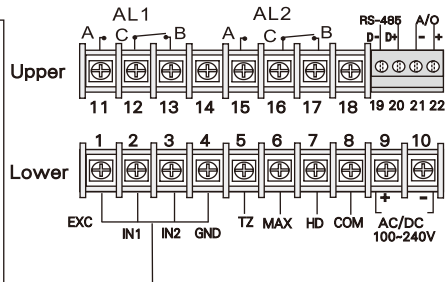 AL1 AL2 RS-485 A/O
A C B A C B D- D+ - +
Upper
11 12 13 14 15 16 17 18 19 20 21 22
1 2 3 4 5 6 7 8 9 10
Lower
+ -
EXC IN1 IN2 GND TZ MAX HD COM AC/DC
100~240V